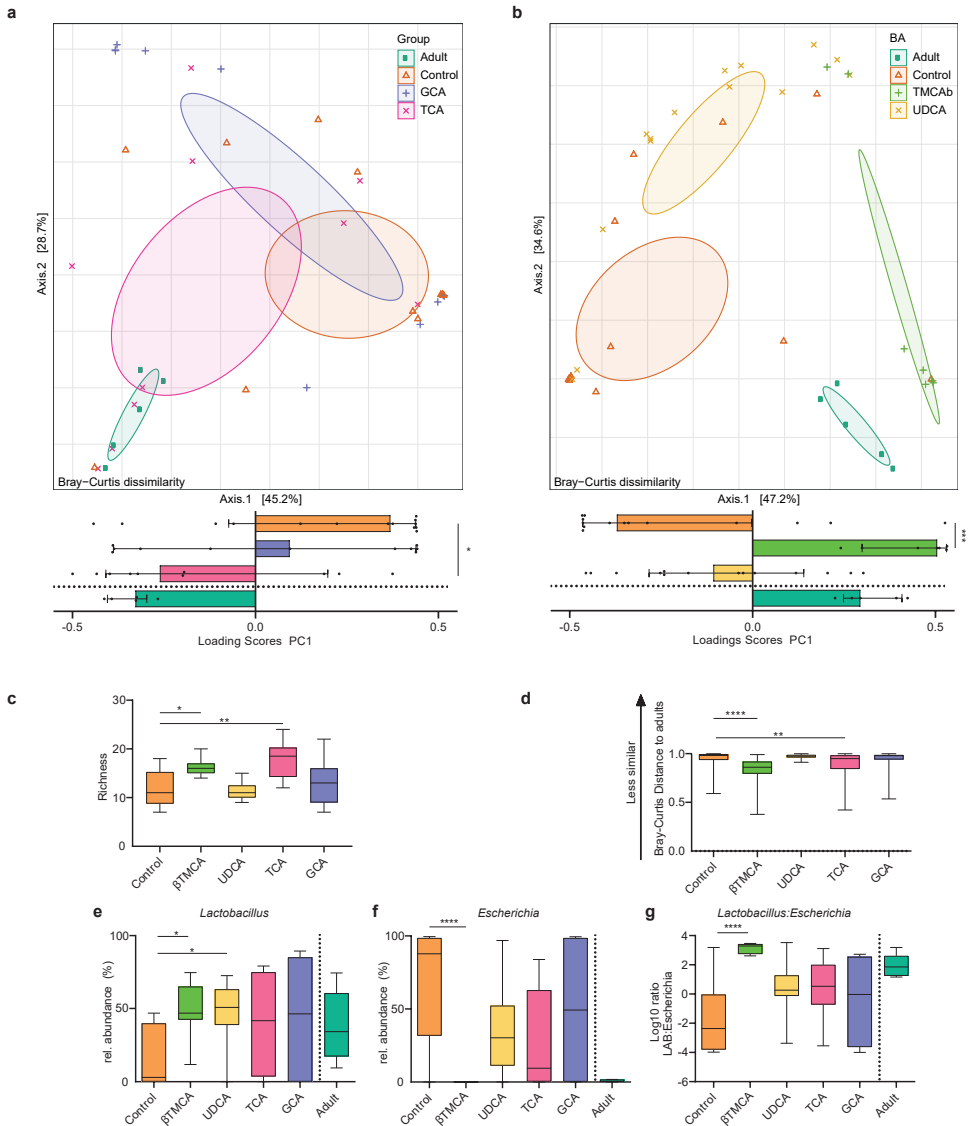 a
Group
Adult
Control
GCA
TCA
Axis.2 [28.7%]
Bray−Curtis dissimilarity
Axis.1 [45.2%]
*
-0.5
0.0
0.5
Loading Scores PC1
b
BA
Adult
Control
TMCAb
UDCA
Axis.2 [34.6%]
Bray−Curtis dissimilarity
Axis.1 [47.2%]
***
-0.5
0.0
0.5
Loadings Scores PC1
c
30
20
10
0
Richness
*
**
Control
βTMCA
UDCA
TCA
GCA
d
Less similar
Bray-Curtis Distance to adults
1.0
0.5
0.0
****
**
Control
βTMCA
UDCA
TCA
GCA
e
Lactobacillus
100
50
0
rel. abundance (%)
*
*
Control
βTMCA
UDCA
TCA
GCA
Adult
f
Escherichia
100
50
0
rel. abundance (%)
****
Control
βTMCA
UDCA
TCA
GCA
Adult
g
Lactobacillus:Escherichia
4
2
0
-2
-4
-6
Log10 ratio
LAB:Escherichia
****
Control
βTMCA
UDCA
TCA
GCA
Adult